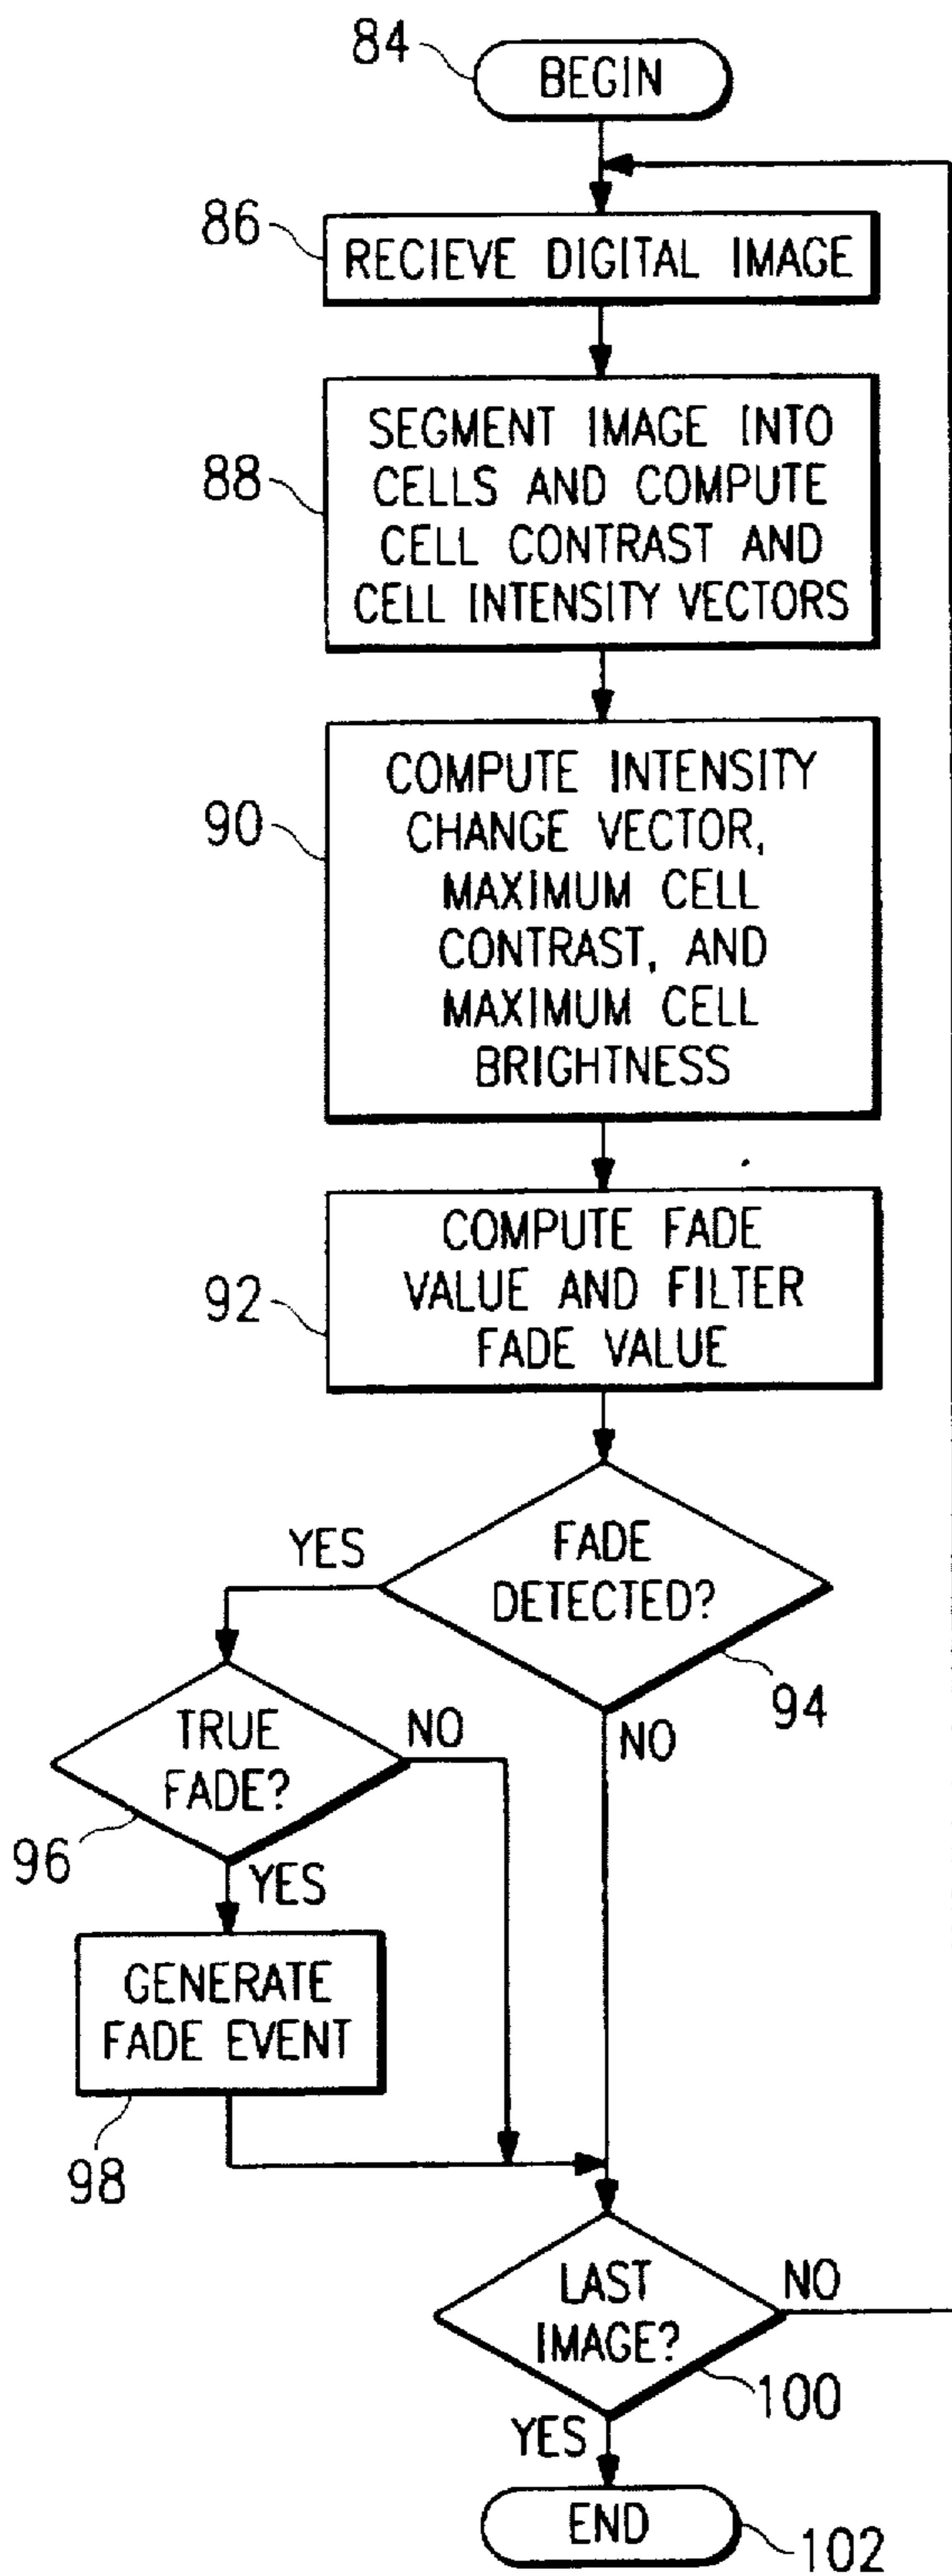 84
BEGIN
86
RECIEVE DIGITAL IMAGE
88
SEGMENT IMAGE INTO
CELLS AND COMPUTE
CELL CONTRAST AND
CELL INTENSITY VECTORS
90
COMPUTE INTENSITY
CHANGE VECTOR,
MAXIMUM CELL
CONTRAST, AND
MAXIMUM CELL
BRIGHTNESS
92
COMPUTE FADE
VALUE AND FILTER
FADE VALUE
YES
FADE
DETECTED?
94
NO
TRUE
FADE?
NO
96
YES
GENERATE
FADE EVENT
98
LAST
IMAGE?
NO
100
YES
END
102